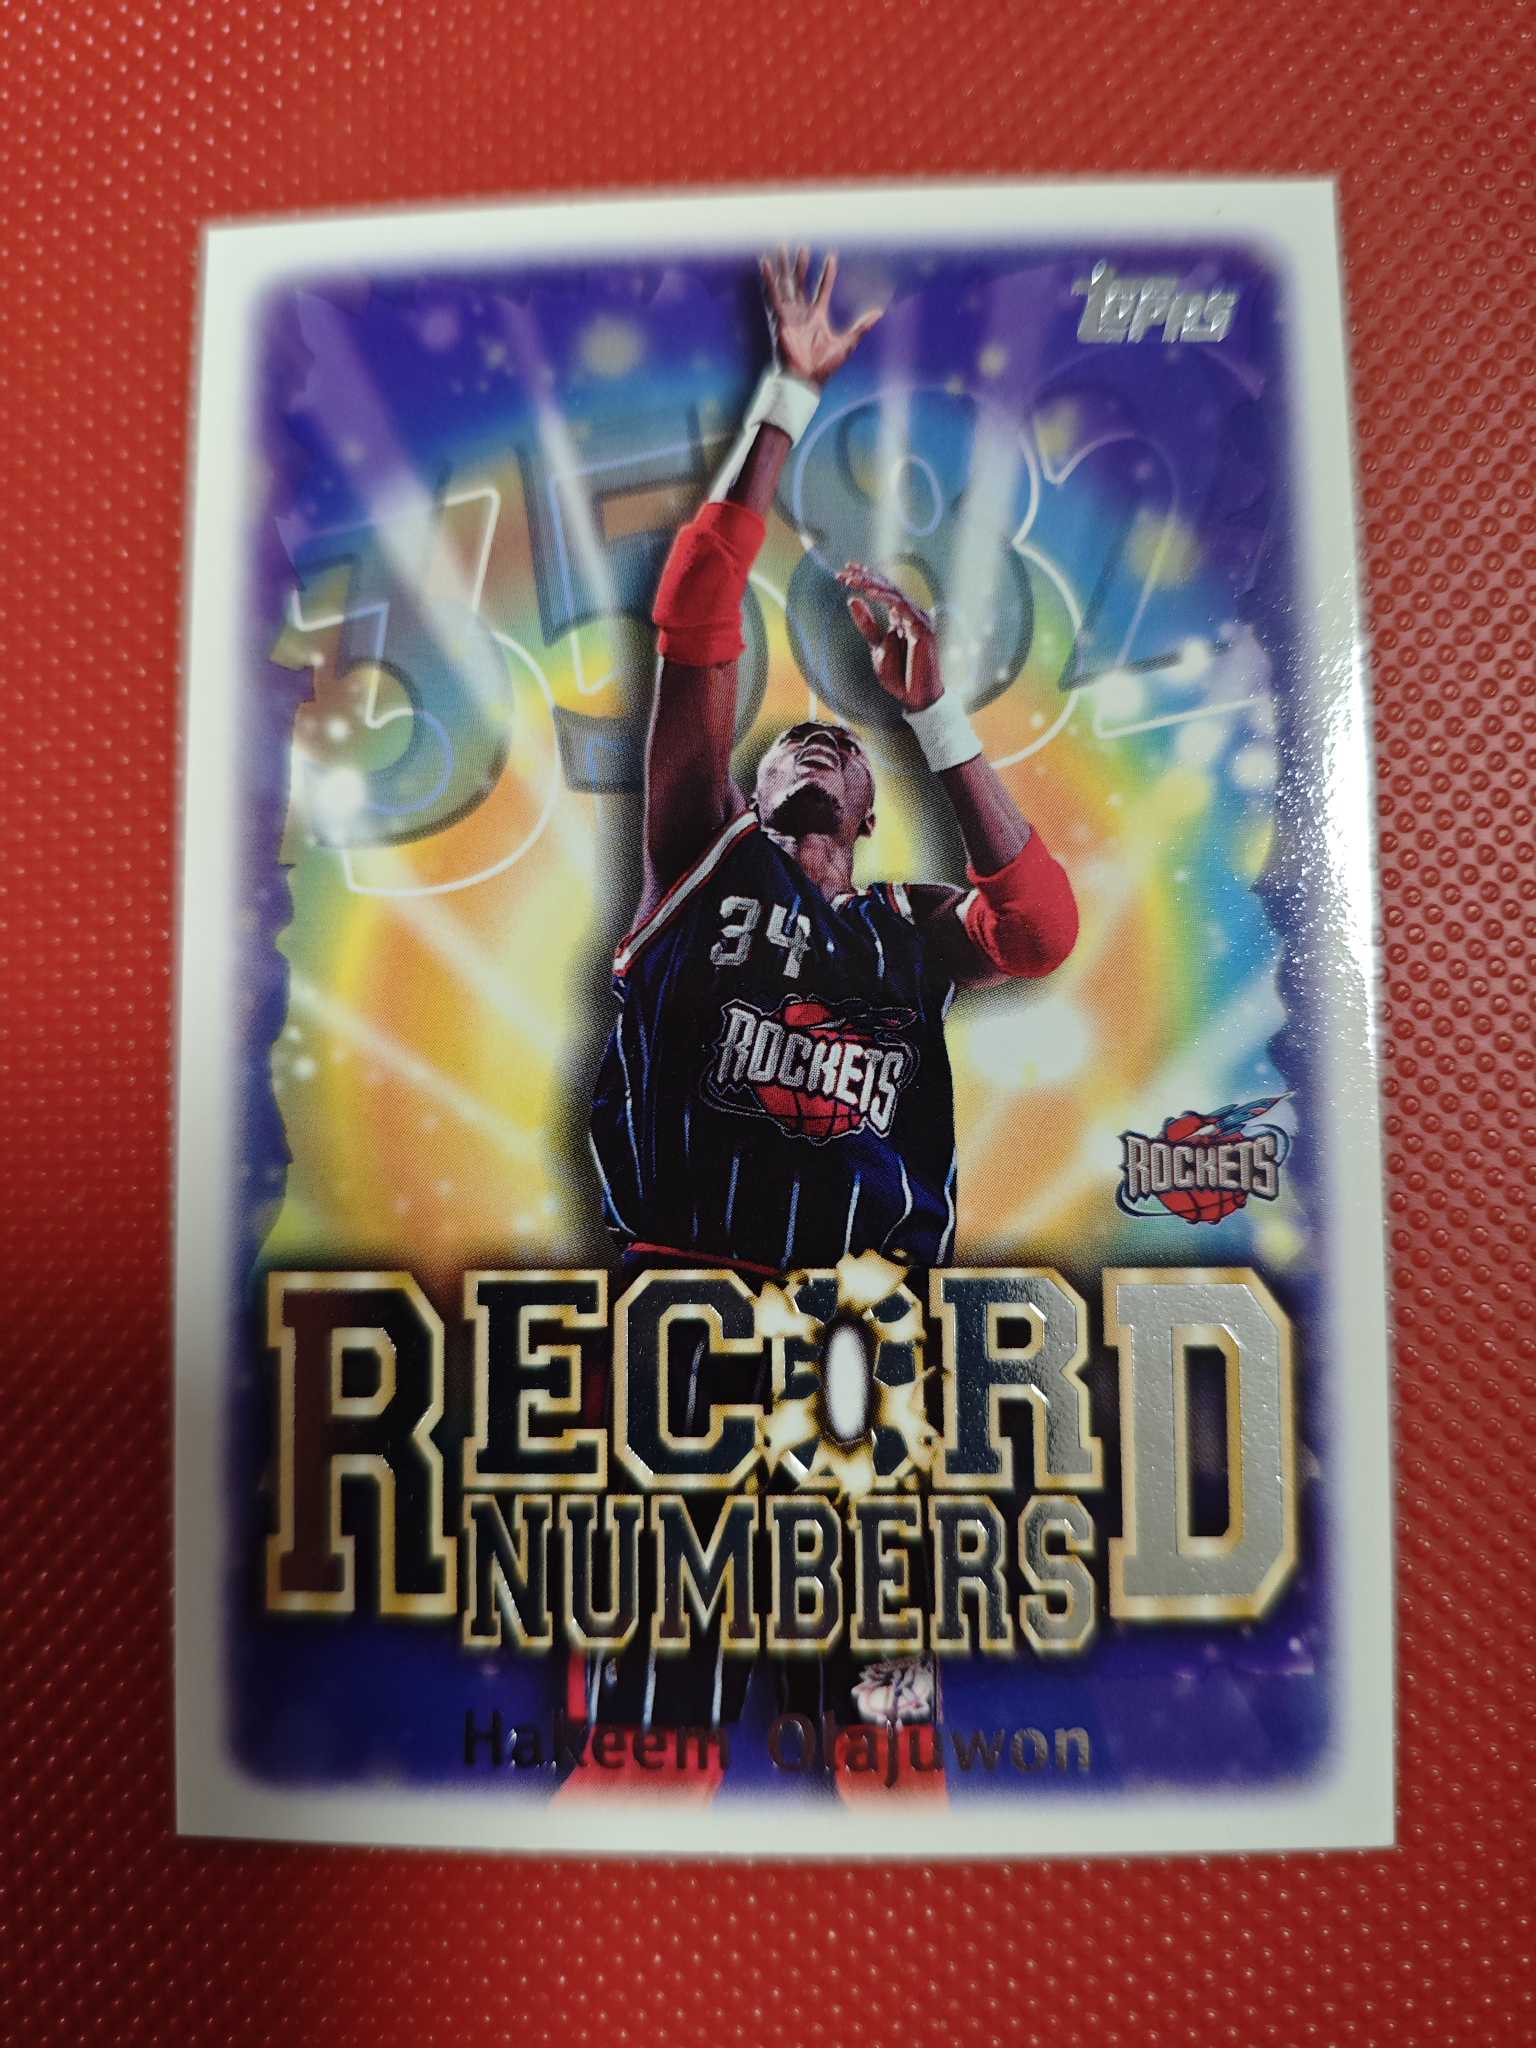 TOPPS
3582
34
ROCKETS
ROCKETS
RECORD
NUMBERS
Hakeem Olajuwon